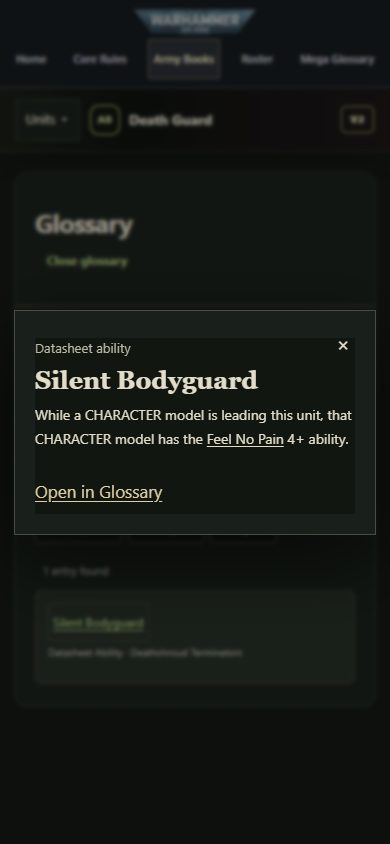 WARHAMMER
Home Core Rules Army Books Roster Mega Glossary
Units Death Guard
Glossary
Close glossary
Datasheet ability ×
Silent Bodyguard
While a CHARACTER model is leading this unit, that
CHARACTER model has the Feel No Pain 4+ ability.
Open in Glossary
1 entry found
Silent Bodyguard
Datasheet Ability · Deathshroud Terminators